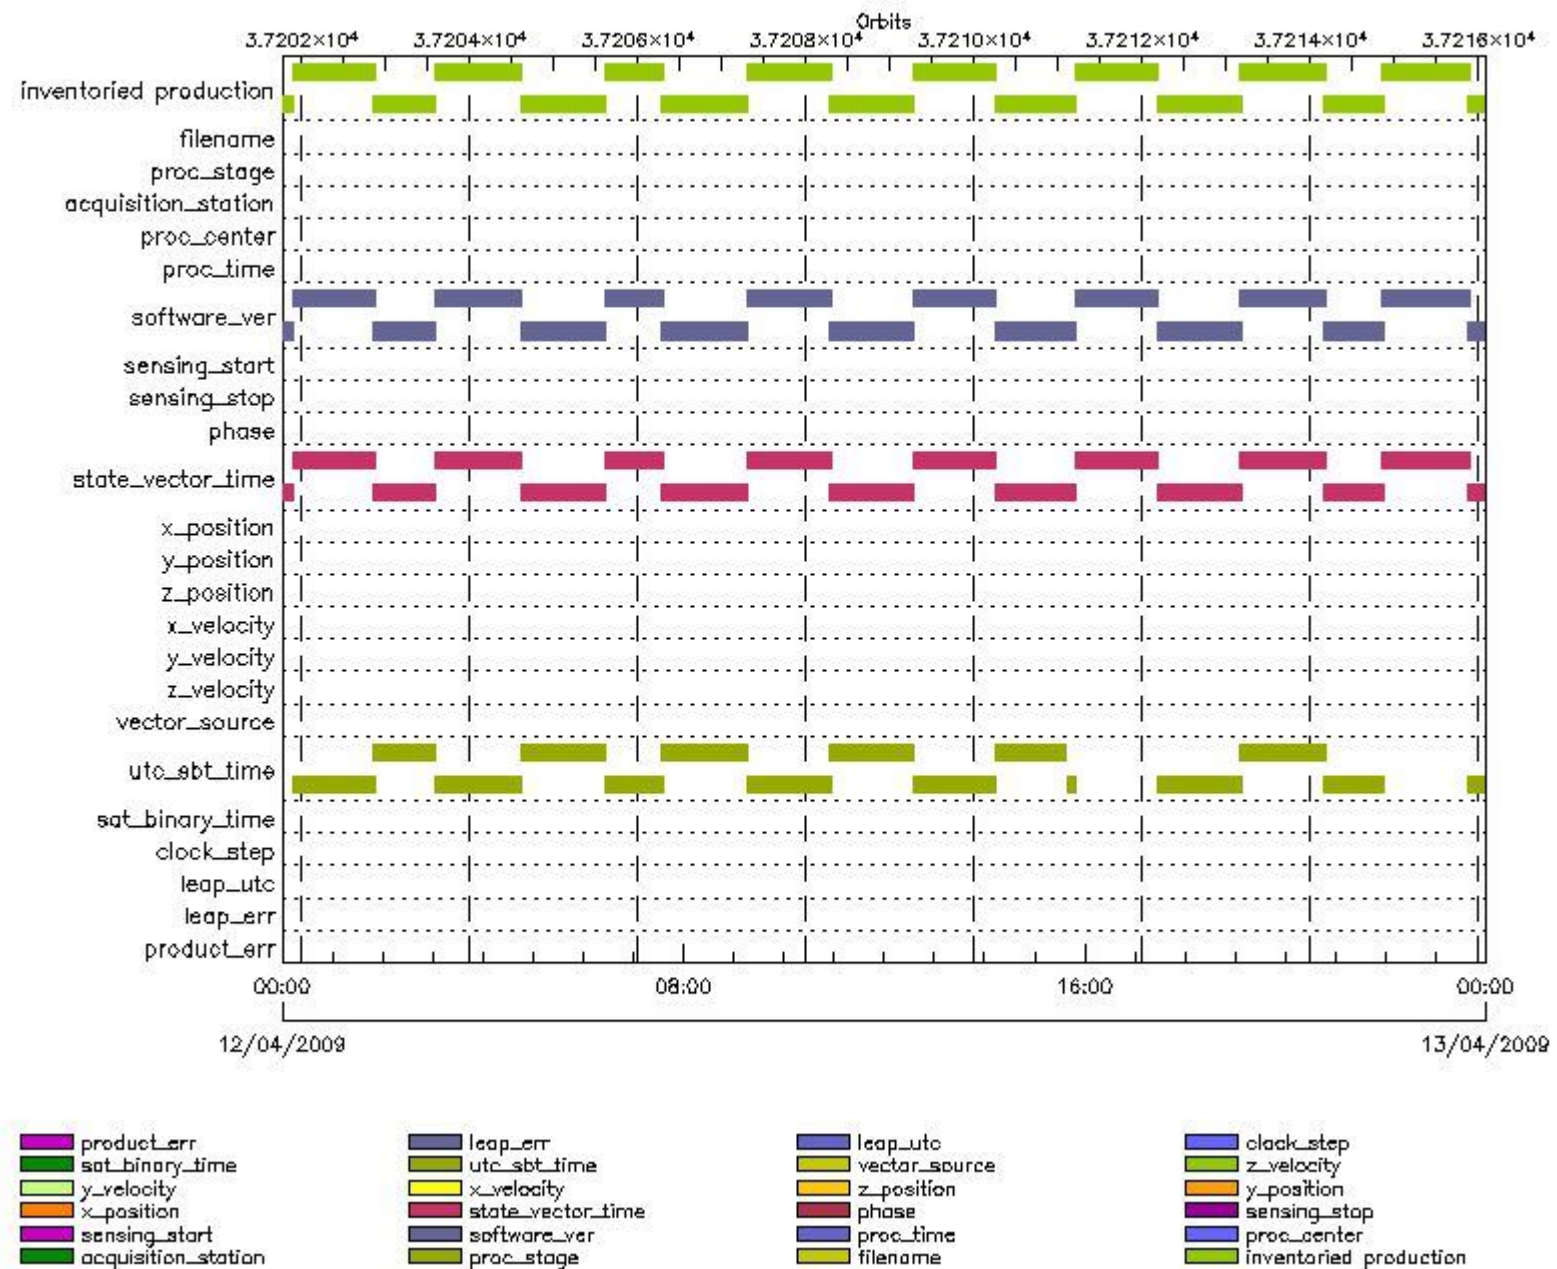 Orbits
3.7202×10⁴ 3.7204×10⁴ 3.7206×10⁴ 3.7208×10⁴ 3.7210×10⁴ 3.7212×10⁴ 3.7214×10⁴ 3.7216×10⁴
inventoried production
filename
proc_stage
acquisition_station
proc_center
proc_time
software_ver
sensing_start
sensing_stop
phase
state_vector_time
x_position
y_position
z_position
x_velocity
y_velocity
z_velocity
vector_source
utc_sbt_time
sat_binary_time
clock_step
leap_utc
leap_err
product_err
00:00 08:00 16:00 00:00
12/04/2009 13/04/2009
product_err leap_err leap_utc clock_step
sat_binary_time utc_sbt_time vector_source z_velocity
y_velocity x_velocity z_position y_position
x_position state_vector_time phase sensing_stop
sensing_start software_ver proc_time proc_center
acquisition_station proc_stage filename inventoried production